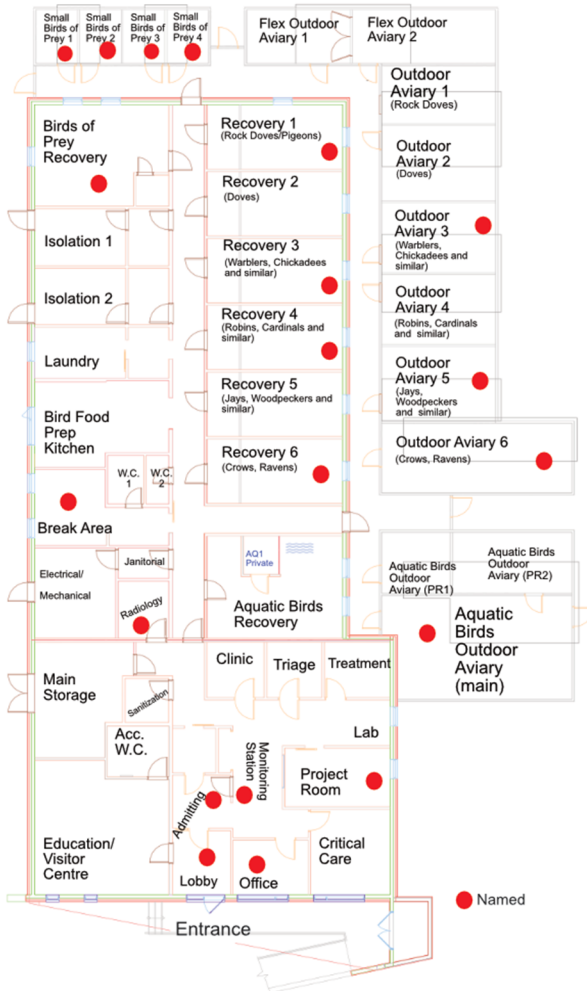 Small
Birds of
Prey 1
Small
Birds of
Prey 2
Small
Birds of
Prey 3
Small
Birds of
Prey 4
Flex Outdoor
Aviary 1
Flex Outdoor
Aviary 2
Outdoor
Aviary 1
(Rock Doves)
Birds of
Prey
Recovery
Recovery 1
(Rock Doves/Pigeons)
Outdoor
Aviary 2
(Doves)
Recovery 2
(Doves)
Isolation 1
Recovery 3
(Warblers, Chickadees
and similar)
Outdoor
Aviary 3
(Warblers,
Chickadees and
similar)
Isolation 2
Recovery 4
(Robins, Cardinals and
similar)
Outdoor
Aviary 4
(Robins, Cardinals
and similar)
Laundry
Recovery 5
(Jays, Woodpeckers and
similar)
Outdoor
Aviary 5
(Jays,
Woodpeckers
and similar)
Bird Food
Prep
Kitchen
W.C.
1
W.C.
2
Recovery 6
(Crows, Ravens)
Outdoor Aviary 6
(Crows, Ravens)
Break Area
Electrical/
Mechanical
Janitorial
Radiology
AQ1
Private
Aquatic Birds
Recovery
Aquatic Birds
Outdoor
Aviary (PR1)
Aquatic Birds
Outdoor
Aviary (PR2)
Aquatic
Birds
Outdoor
Aviary
(main)
Main
Storage
Sanitization
Acc.
W.C.
Clinic
Triage
Treatment
Lab
Monitoring
Station
Project
Room
Admitting
Education/
Visitor
Centre
Lobby
Office
Critical
Care
Named
Entrance